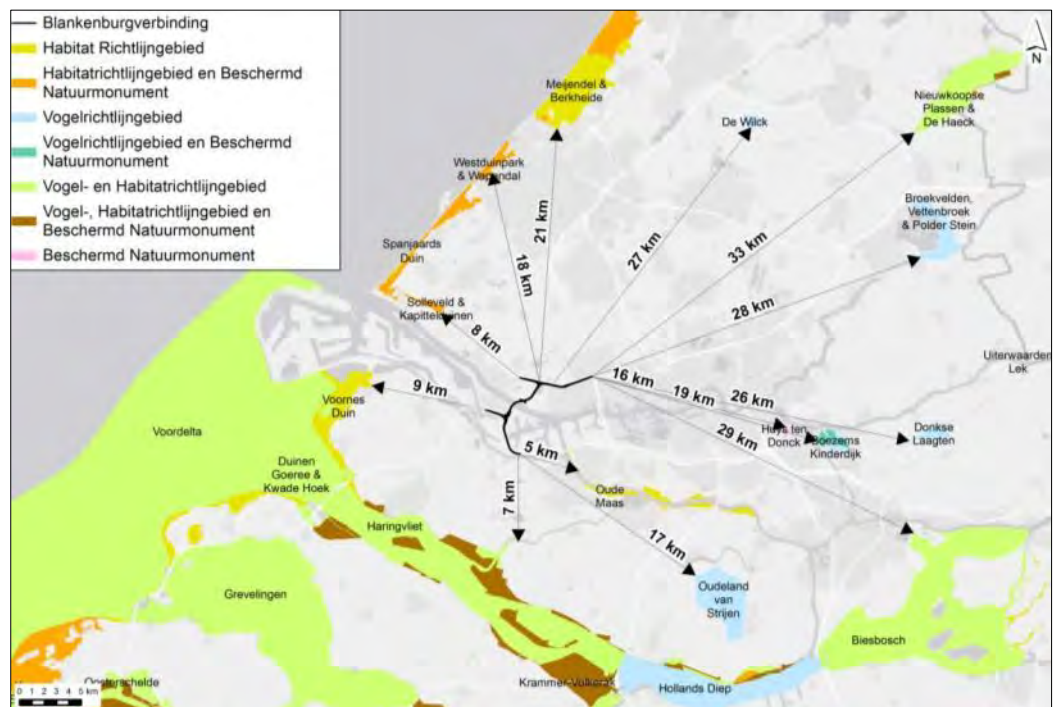 Blankenburgverbinding
Habitat Richtlijngebied
Habitatrichtlijngebied en Beschermd
Natuurmonument
Vogelrichtlijngebied
Vogelrichtlijngebied en Beschermd
Natuurmonument
Vogel- en Habitatrichtlijngebied
Vogel-, Habitatrichtlijngebied en
Beschermd Natuurmonument
Beschermd Natuurmonument
N
Meijendel &
Berkheide
De Wilck
Nieuwkoopse
Plassen &
De Haeck
Westduinpark
& Wapendal
Broekvelden,
Vettenbroek
& Polder Stein
Spanjaards
Duin
Solleveld &
Kapittelduinen
21 km
18 km
27 km
33 km
28 km
8 km
Uiterwaarden
Lek
9 km
16 km
19 km
26 km
29 km
Voornes
Duin
Voordelta
Huys ten
Donck
Boezems
Kinderdijk
Donkse
Laagten
5 km
7 km
Duinen
Goeree &
Kwade Hoek
Oude
Maas
Haringvliet
17 km
Oudeland
van
Strijen
Grevelingen
Biesbosch
Oosterschelde
Krammer-Volkerak
Hollands Diep
0 1 2 3 4 5 km